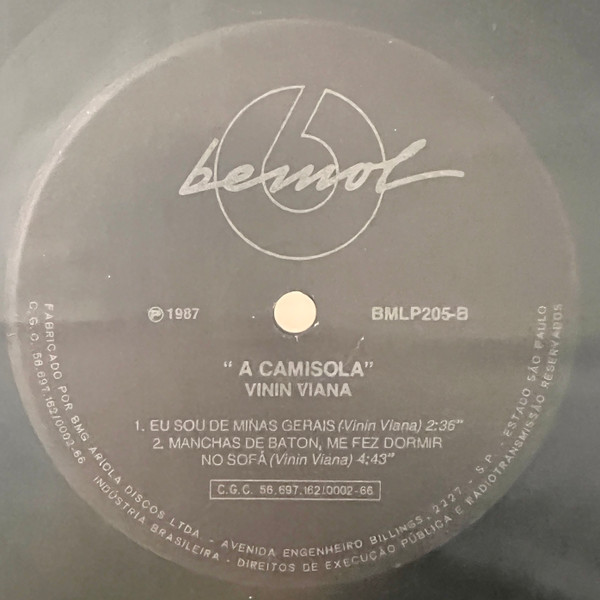 bemol
℗ 1987
BMLP205-B
" A CAMISOLA"
VININ VIANA
1. EU SOU DE MINAS GERAIS (Vinin Viana) 2:36"
2. MANCHAS DE BATON, ME FEZ DORMIR
NO SOFÁ (Vinin Viana) 4:43"
C.G.C. 56.697.162/0002-66
FABRICADO POR BMG ARIOLA DISCOS LTDA. - AVENIDA ENGENHEIRO BILLINGS, 2227 - S.P. - ESTADO SÃO PAULO
C.G.C. 56.697.162/0002-66 INDÚSTRIA BRASILEIRA - DIREITOS DE EXECUÇÃO PÚBLICA E RADIOTRANSMISSÃO RESERVADOS